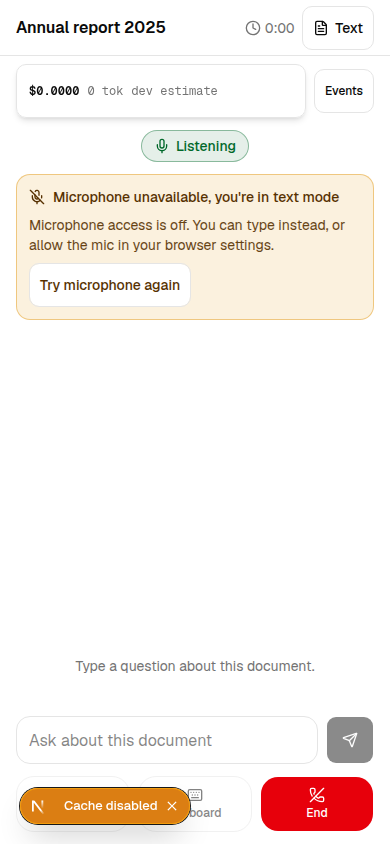 Annual report 2025
0:00
Text
$0.0000 0 tok dev estimate
Events
Listening
Microphone unavailable, you're in text mode
Microphone access is off. You can type instead, or
allow the mic in your browser settings.
Try microphone again
Type a question about this document.
Ask about this document
Cache disabled
board
End